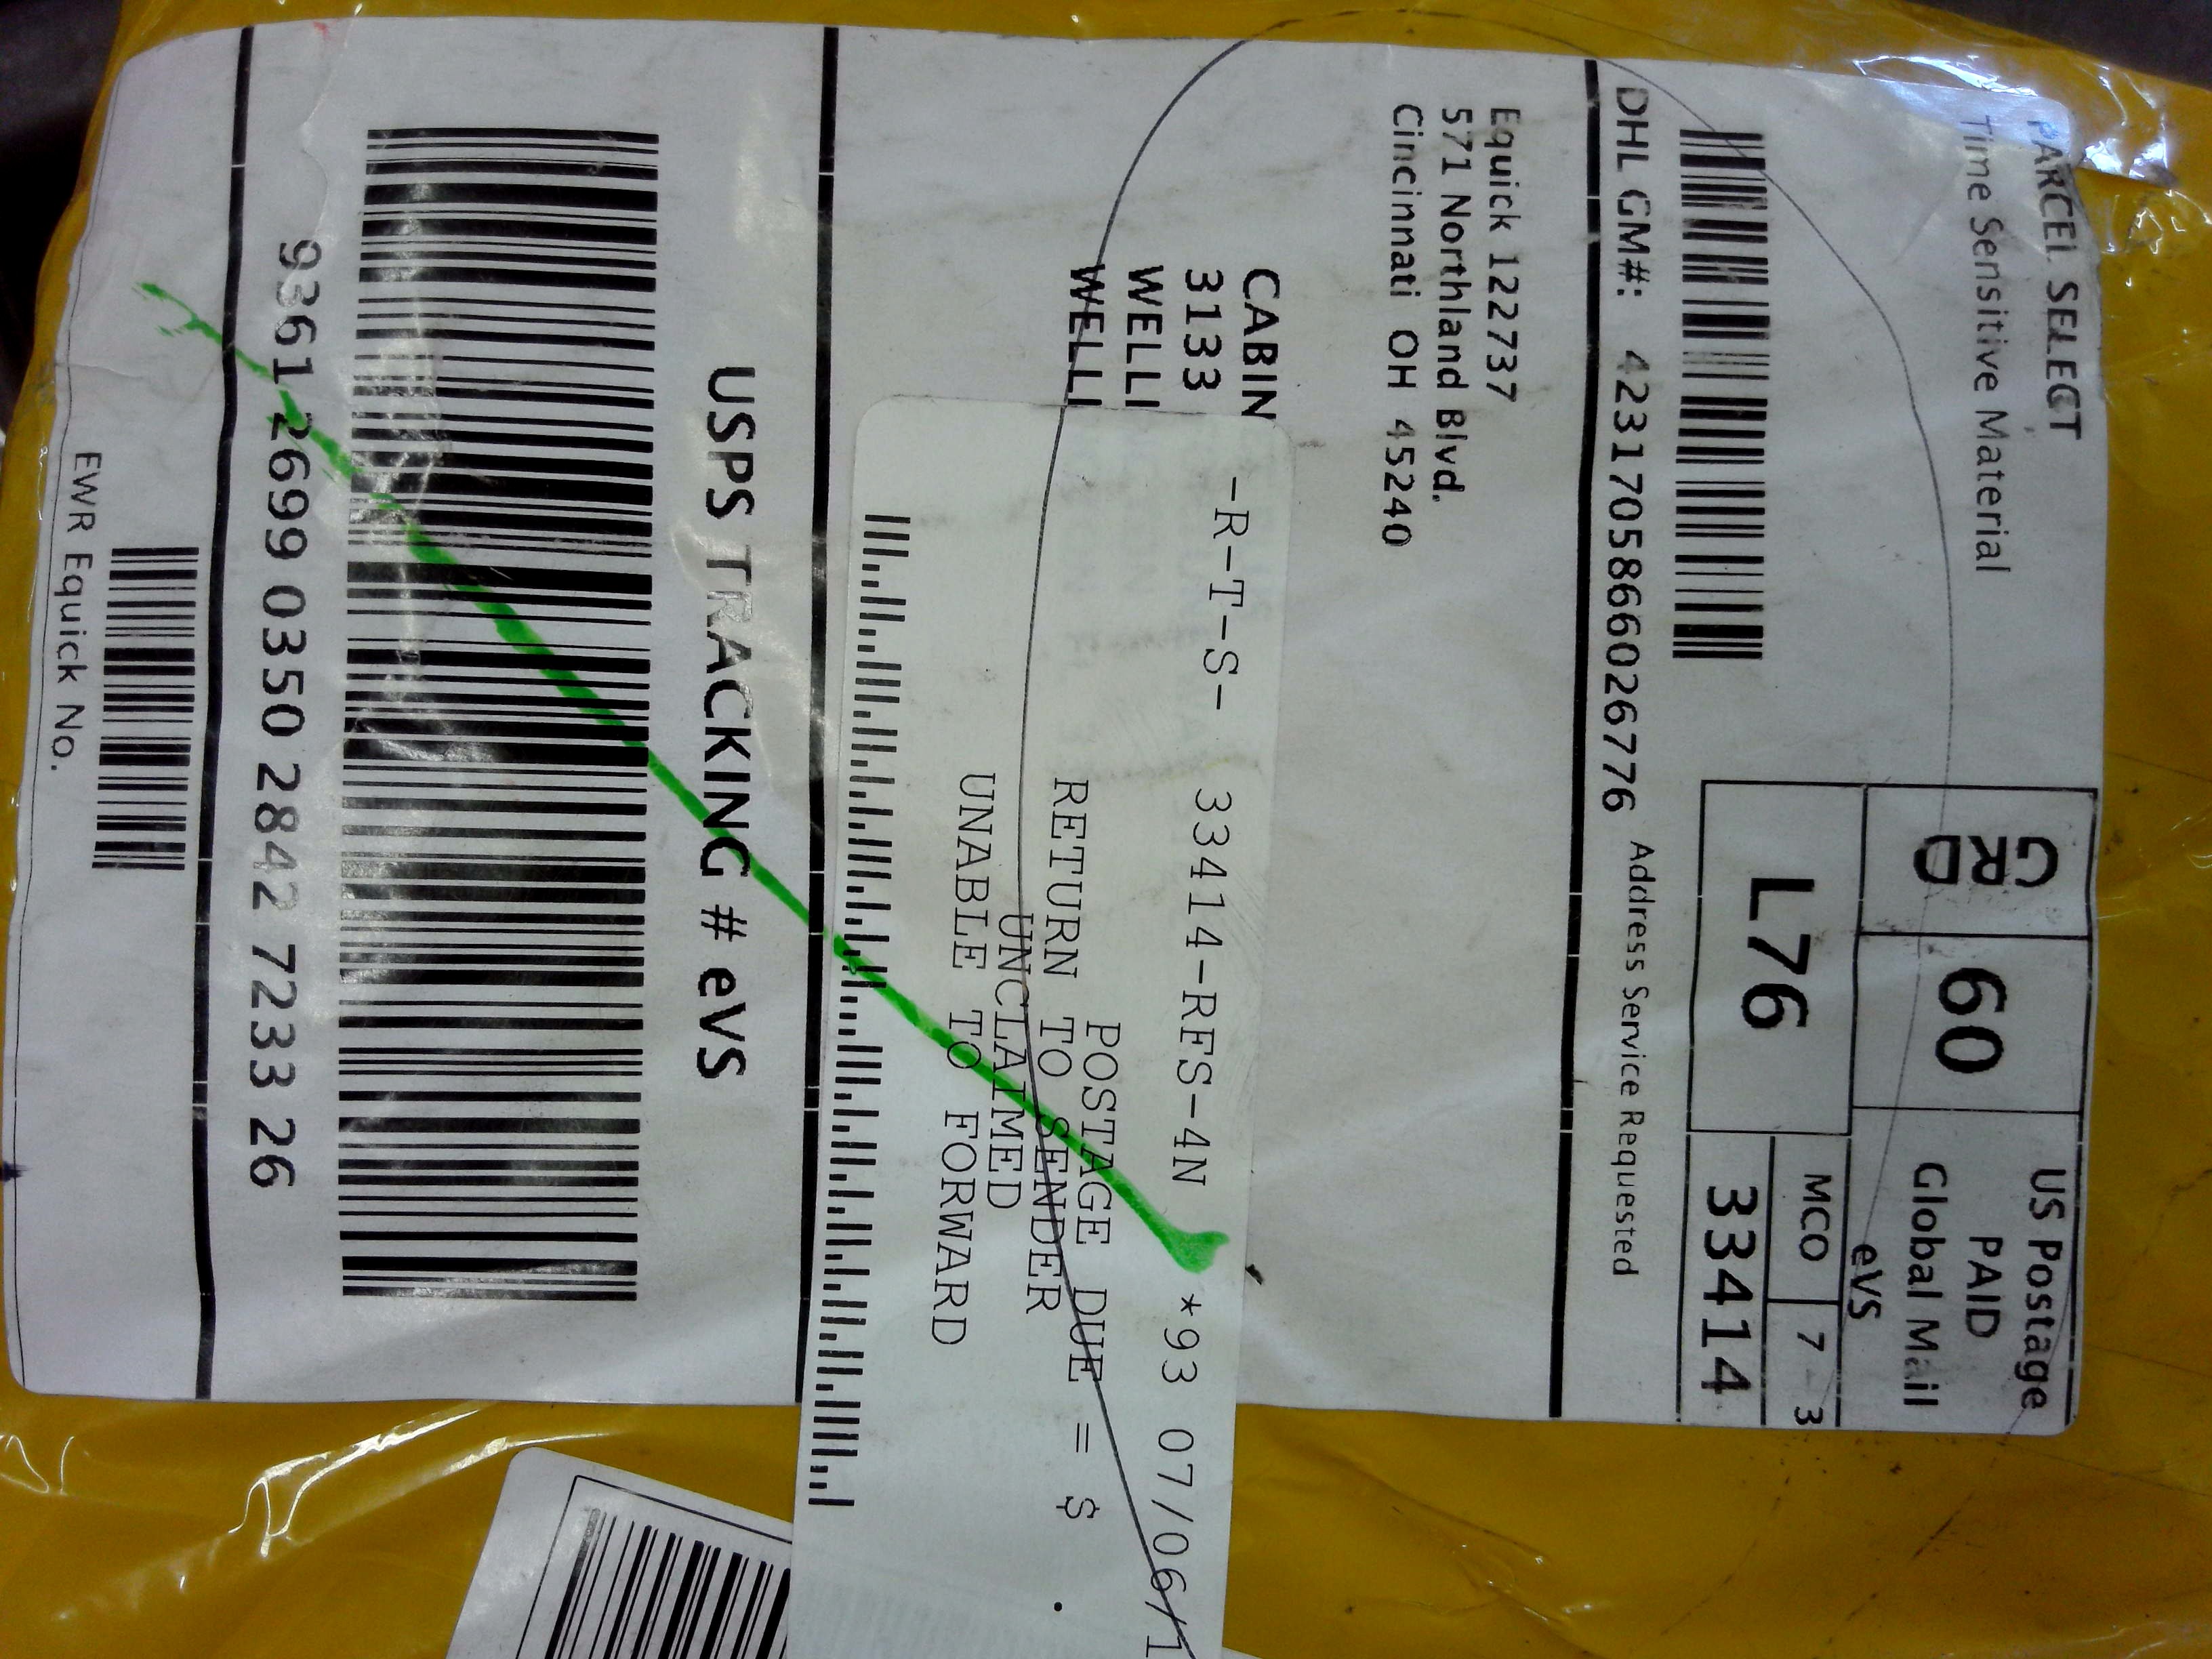 PARCEL SELECT
Time Sensitive Material
GRD
60
US Postage
PAID
Global Mail
eVS
L76
MCO
7 - 3
33414
DHL GM#: 4231705866026776
Address Service Requested
Equick 122737
571 Northland Blvd.
Cincinnati OH 45240
CABIN
3133
WELLI
WELLI
-R-T-S- 33414-RFS-4N *93 07/06/1
POSTAGE DUE = $ .
RETURN TO SENDER
UNCLAIMED
UNABLE TO FORWARD
USPS TRACKING # eVS
9361 2699 0350 2842 7233 26
EWR Equick No.